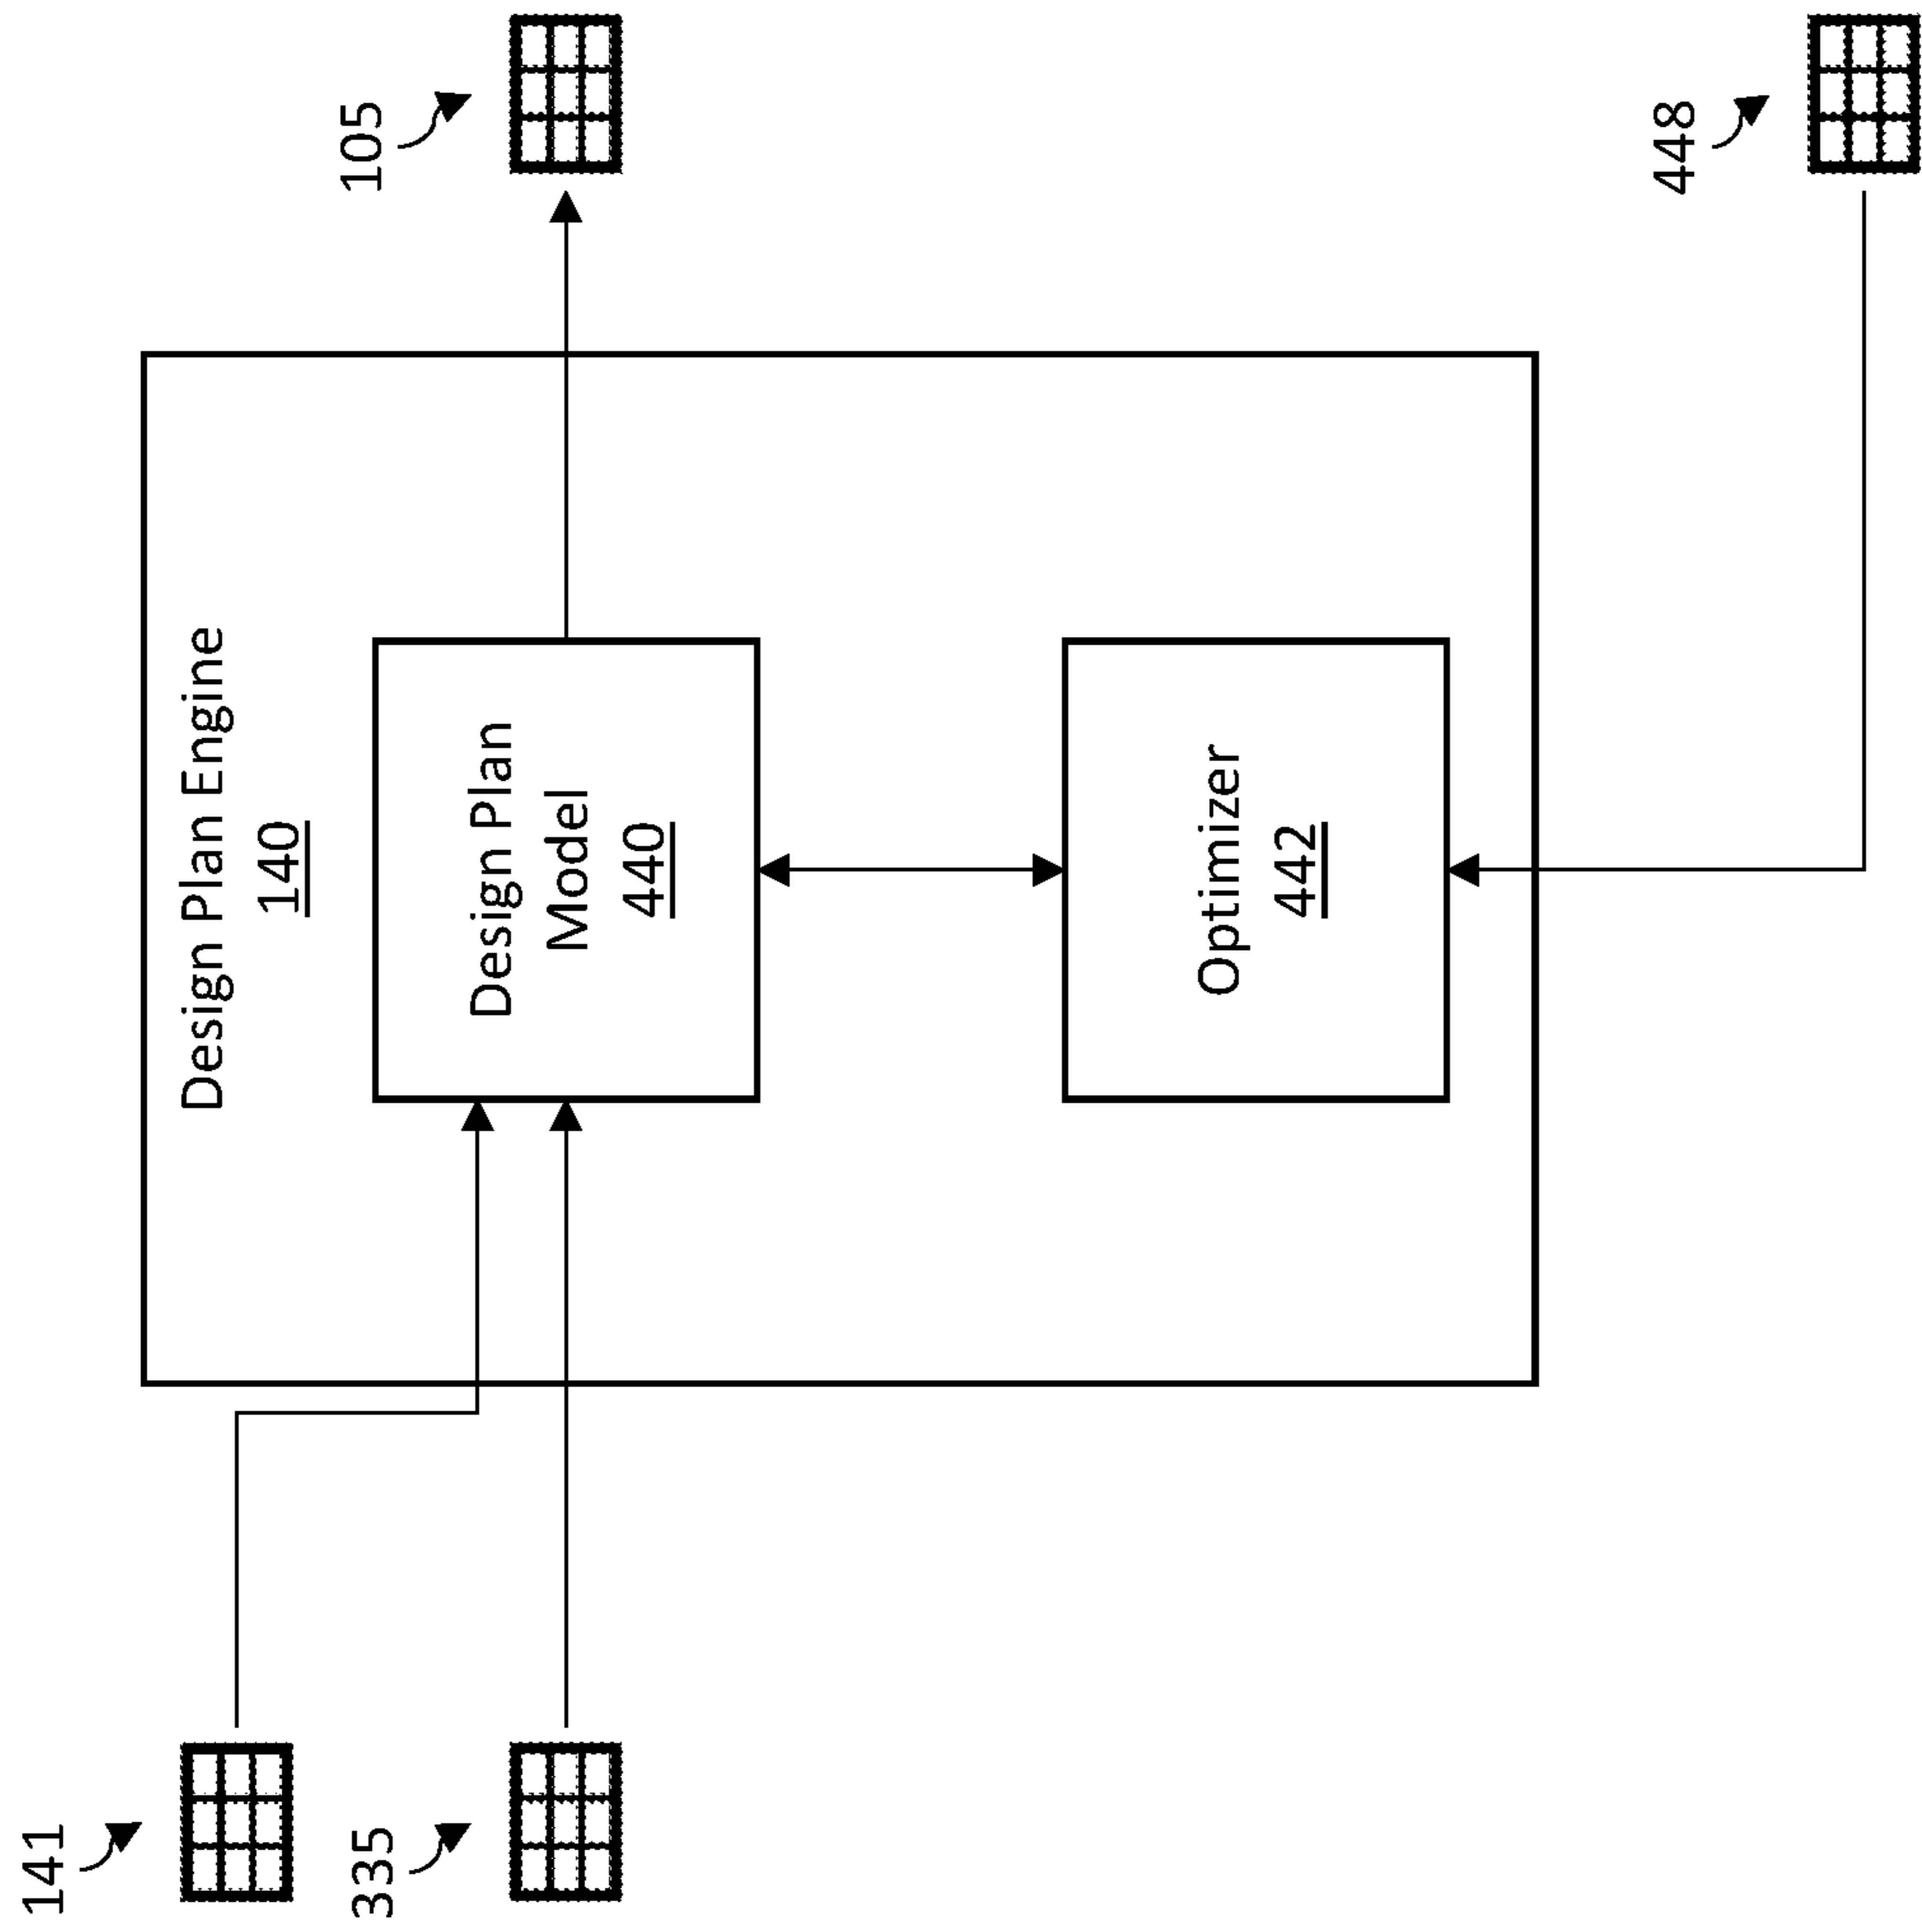 Design Plan Engine
140
141
335
Design Plan
Model
440
105
Optimizer
442
448